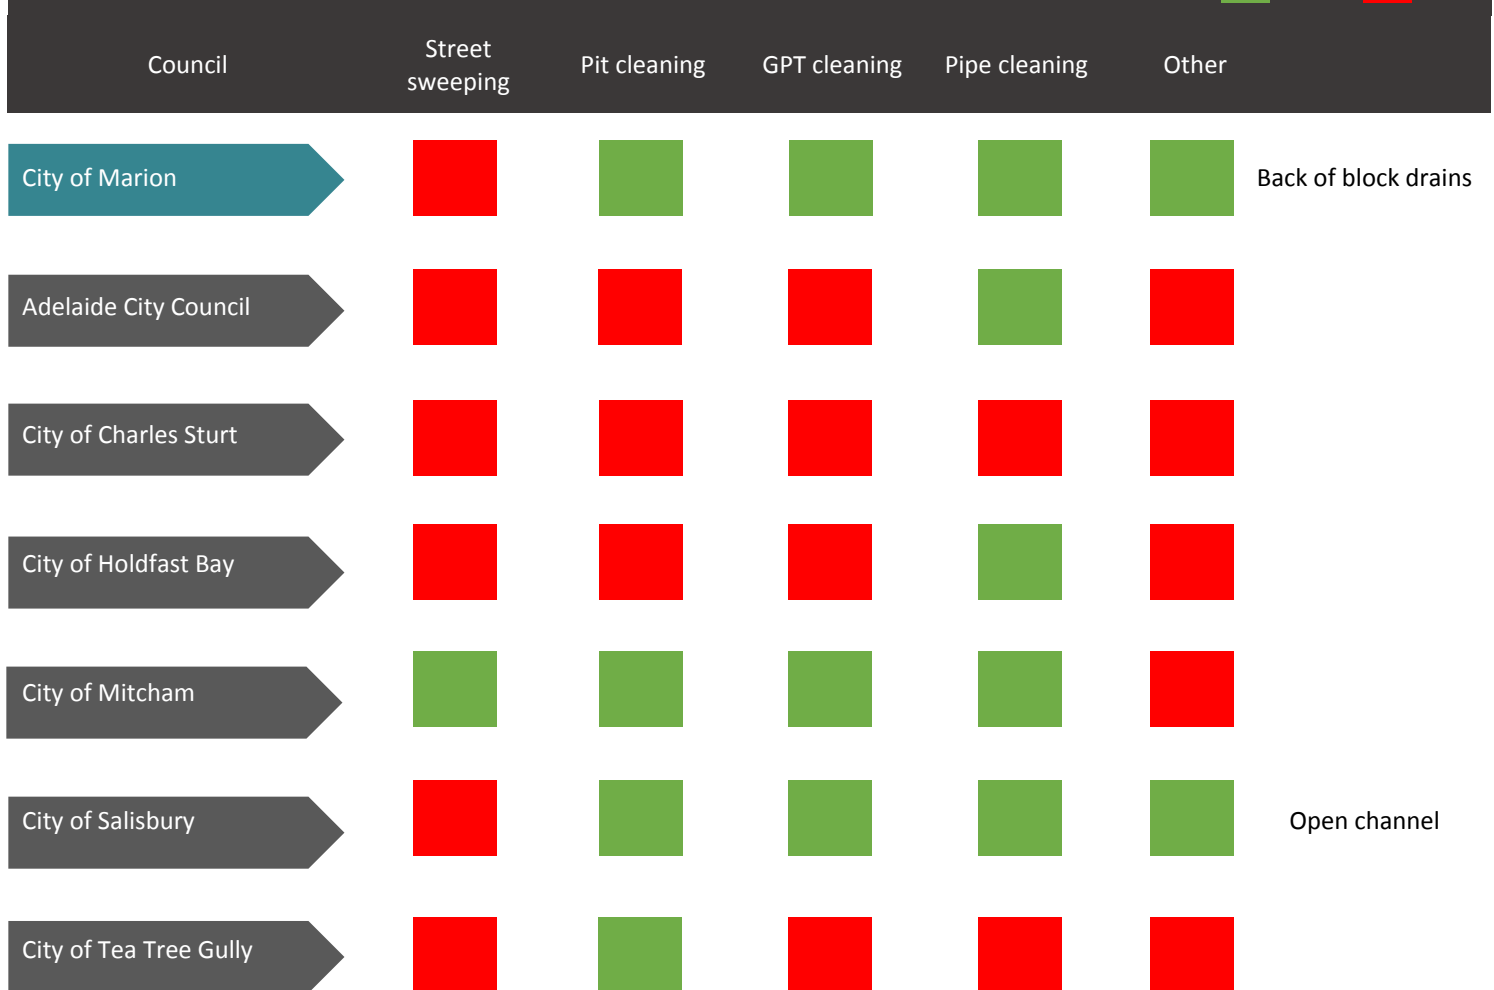 Council
Street
sweeping
Pit cleaning
GPT cleaning
Pipe cleaning
Other
City of Marion
Back of block drains
Adelaide City Council
City of Charles Sturt
City of Holdfast Bay
City of Mitcham
City of Salisbury
Open channel
City of Tea Tree Gully